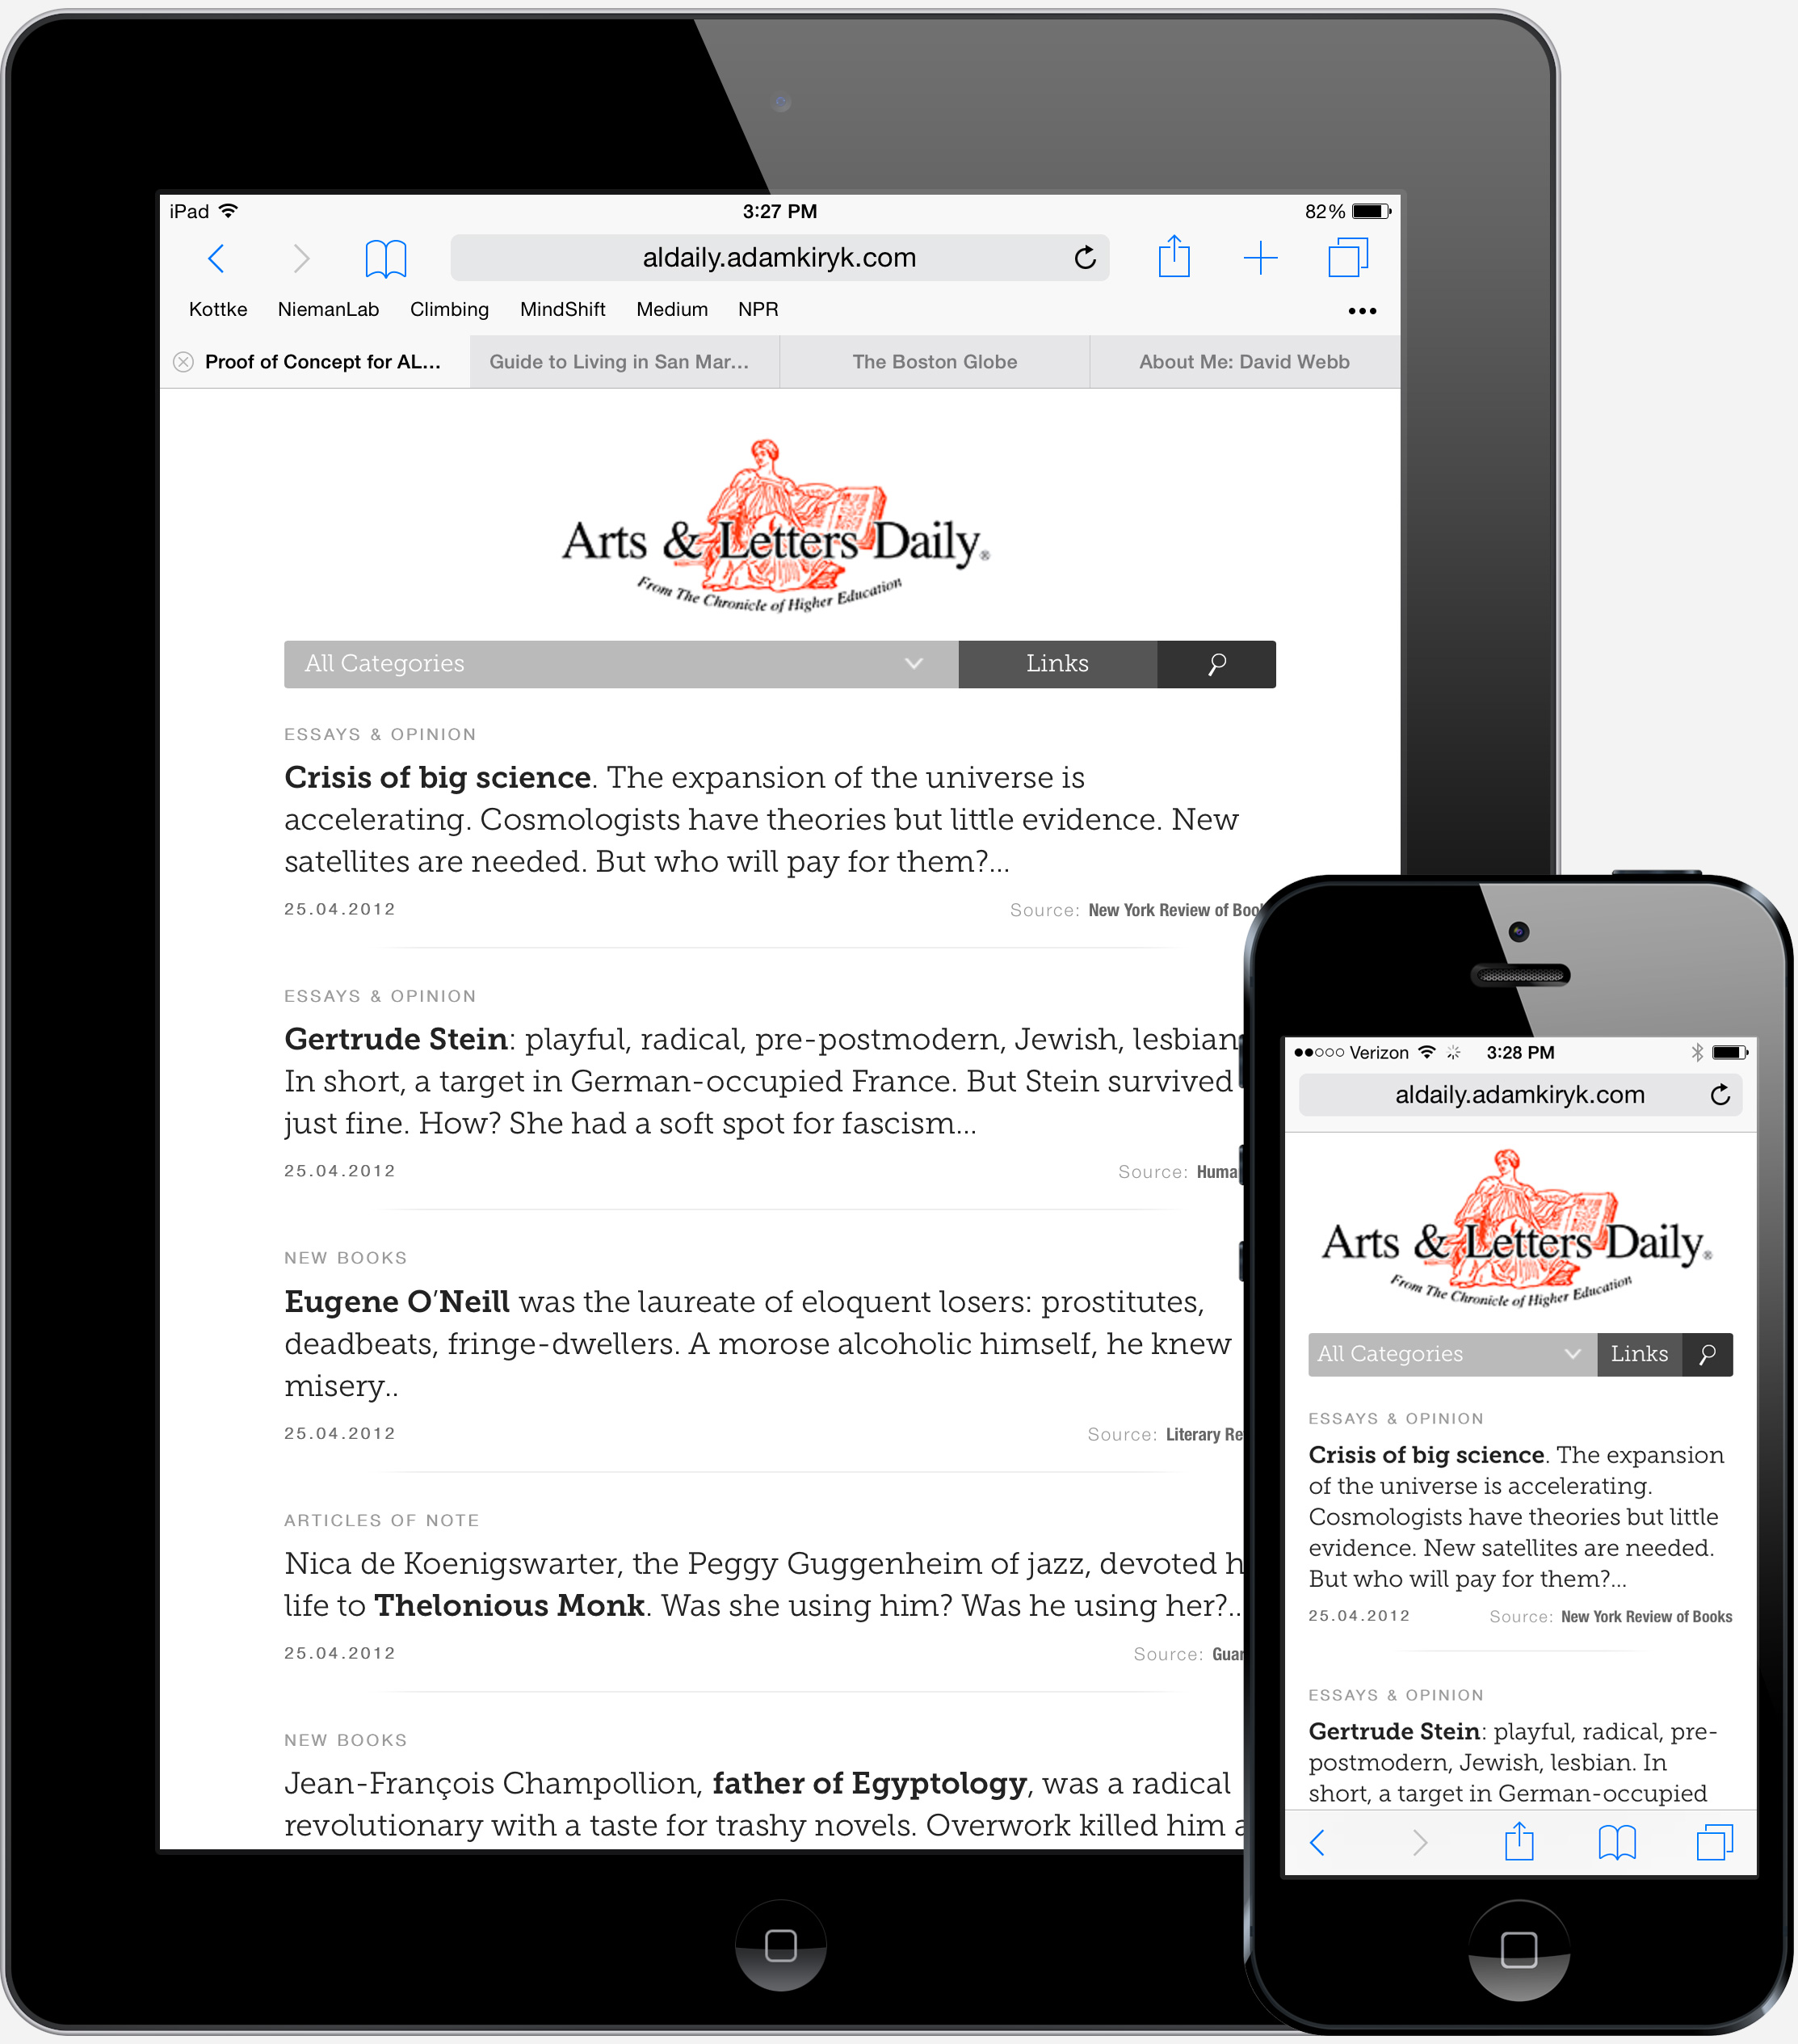 iPad 3:27 PM 82%
aldaily.adamkiryk.com
Kottke NiemanLab Climbing MindShift Medium NPR •••
Proof of Concept for AL... Guide to Living in San Mar... The Boston Globe About Me: David Webb
Arts & Letters Daily®
From The Chronicle of Higher Education
All Categories Links
ESSAYS & OPINION
Crisis of big science. The expansion of the universe is
accelerating. Cosmologists have theories but little evidence. New
satellites are needed. But who will pay for them?...
25.04.2012 Source: New York Review of
ESSAYS & OPINION
Gertrude Stein: playful, radical, pre-postmodern, Jewish, lesbian
In short, a target in German-occupied France. But Stein survived
just fine. How? She had a soft spot for fascism...
25.04.2012 Source:
NEW BOOKS
Eugene O'Neill was the laureate of eloquent losers: prostitutes,
deadbeats, fringe-dwellers. A morose alcoholic himself, he knew
misery..
25.04.2012 Source: Literary
ARTICLES OF NOTE
Nica de Koenigswarter, the Peggy Guggenheim of jazz, devoted
life to Thelonious Monk. Was she using him? Was he using her?..
25.04.2012 Source:
NEW BOOKS
Jean-François Champollion, father of Egyptology, was a radical
revolutionary with a taste for trashy novels. Overwork killed him
Verizon 3:28 PM
aldaily.adamkiryk.com
Arts & Letters Daily®
From The Chronicle of Higher Education
All Categories Links
ESSAYS & OPINION
Crisis of big science. The expansion
of the universe is accelerating.
Cosmologists have theories but little
evidence. New satellites are needed.
But who will pay for them?...
25.04.2012 Source: New York Review of Books
ESSAYS & OPINION
Gertrude Stein: playful, radical, pre-
postmodern, Jewish, lesbian. In
short, a target in German-occupied